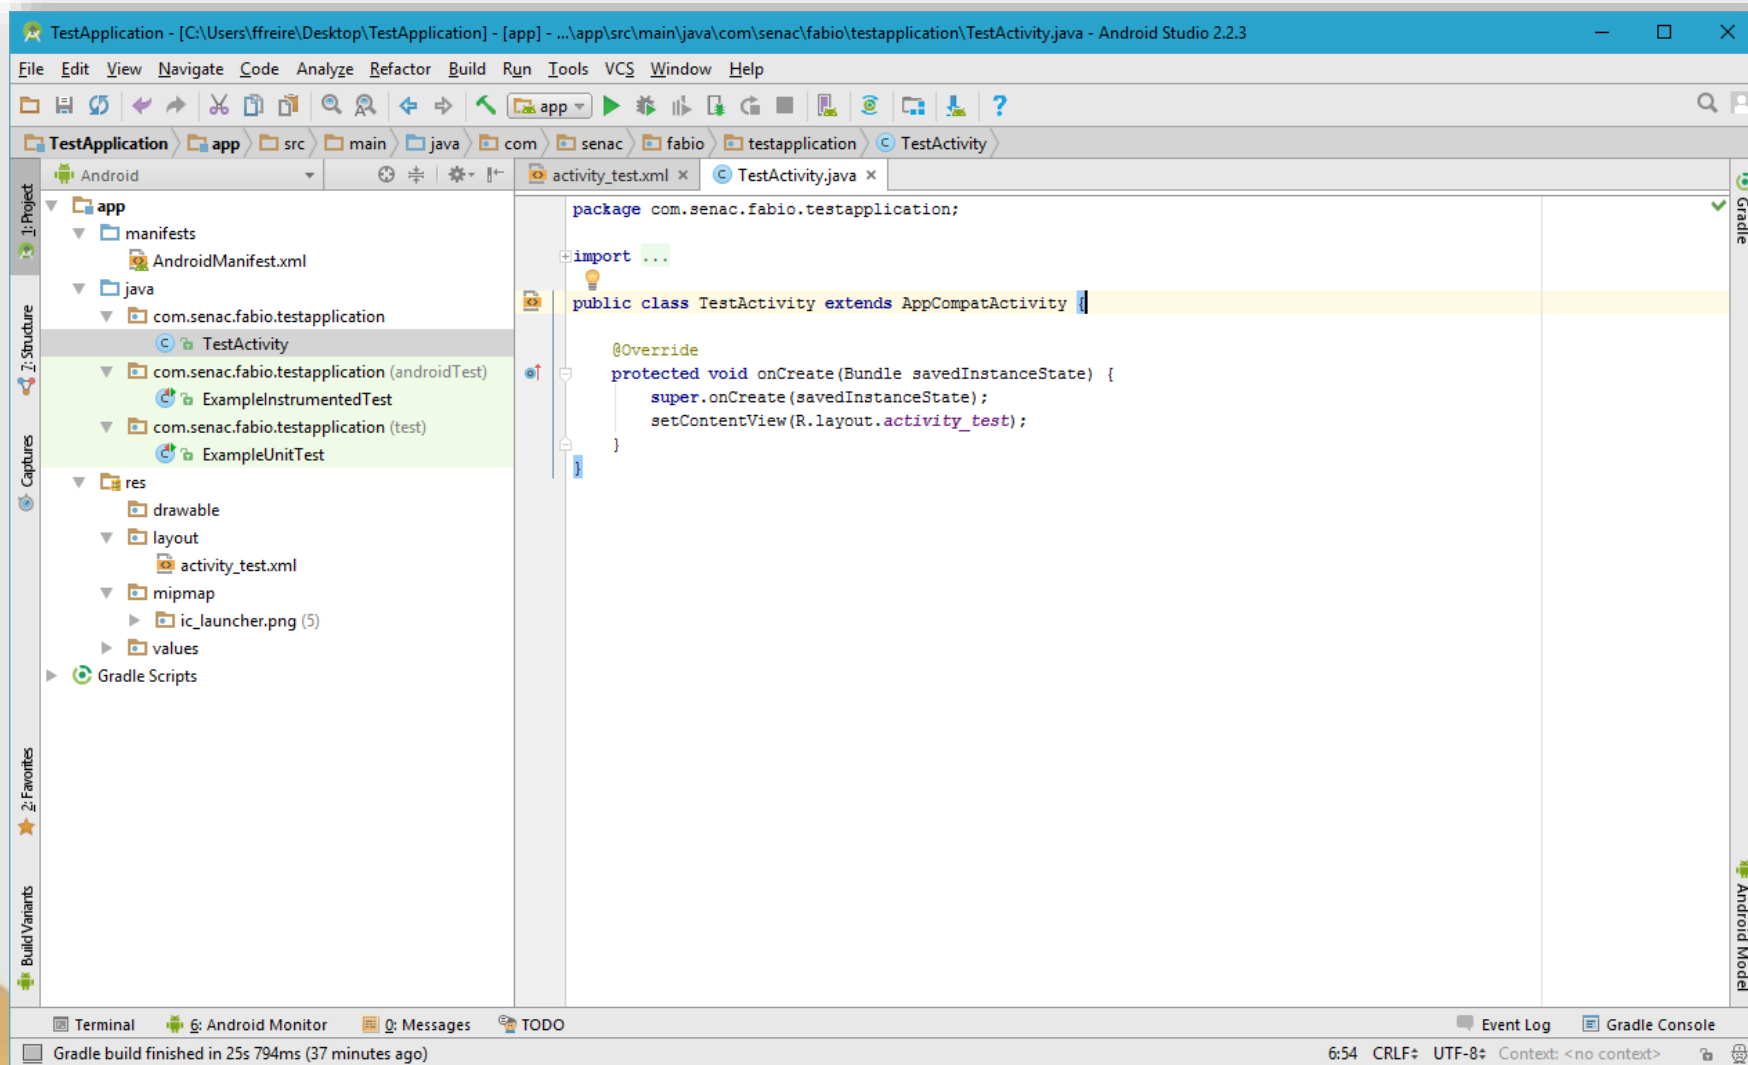 TestApplication - [C:\Users\ffreire\Desktop\TestApplication] - [app] - ...\app\src\main\java\com\senac\fabio\testapplication\TestActivity.java - Android Studio 2.2.3
File Edit View Navigate Code Analyze Refactor Build Run Tools VCS Window Help
app
TestApplication app src main java com senac fabio testapplication TestActivity
1: Project
7: Structure
Captures
2: Favorites
Build Variants
Android
app
manifests
AndroidManifest.xml
java
com.senac.fabio.testapplication
TestActivity
com.senac.fabio.testapplication (androidTest)
ExampleInstrumentedTest
com.senac.fabio.testapplication (test)
ExampleUnitTest
res
drawable
layout
activity_test.xml
mipmap
ic_launcher.png (5)
values
Gradle Scripts
activity_test.xml TestActivity.java
package com.senac.fabio.testapplication;
import ...
public class TestActivity extends AppCompatActivity {
@Override
protected void onCreate(Bundle savedInstanceState) {
super.onCreate(savedInstanceState);
setContentView(R.layout.activity_test);
}
}
Gradle
Android Model
Terminal 6: Android Monitor 0: Messages TODO Event Log Gradle Console
Gradle build finished in 25s 794ms (37 minutes ago) 6:54 CRLF UTF-8 Context: <no context>